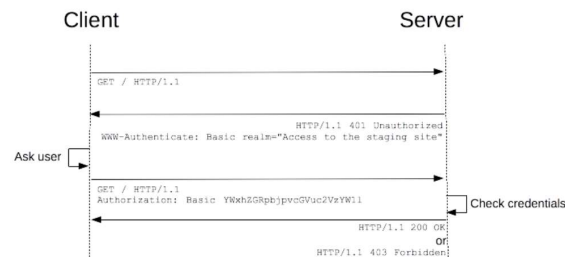 Client
Server
GET / HTTP/1.1
HTTP/1.1 401 Unauthorized
WWW-Authenticate: Basic realm="Access to the staging site"
Ask user
GET / HTTP/1.1
Authorization: Basic YWxhZGRpbjpvcGVuc2VzYW1l
Check credentials
HTTP/1.1 200 OK
or
HTTP/1.1 403 Forbidden